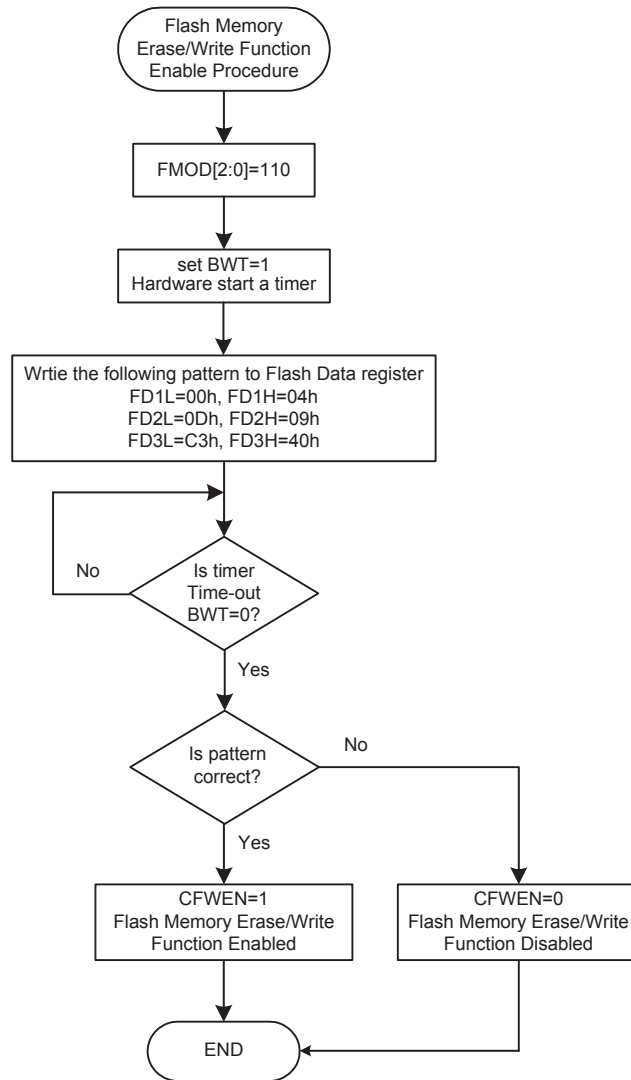 Flash Memory
Erase/Write Function
Enable Procedure
FMOD[2:0]=110
set BWT=1
Hardware start a timer
Wrtie the following pattern to Flash Data register
FD1L=00h, FD1H=04h
FD2L=0Dh, FD2H=09h
FD3L=C3h, FD3H=40h
No
Is timer
Time-out
BWT=0?
Yes
Is pattern
correct?
No
Yes
CFWEN=1
Flash Memory Erase/Write
Function Enabled
CFWEN=0
Flash Memory Erase/Write
Function Disabled
END